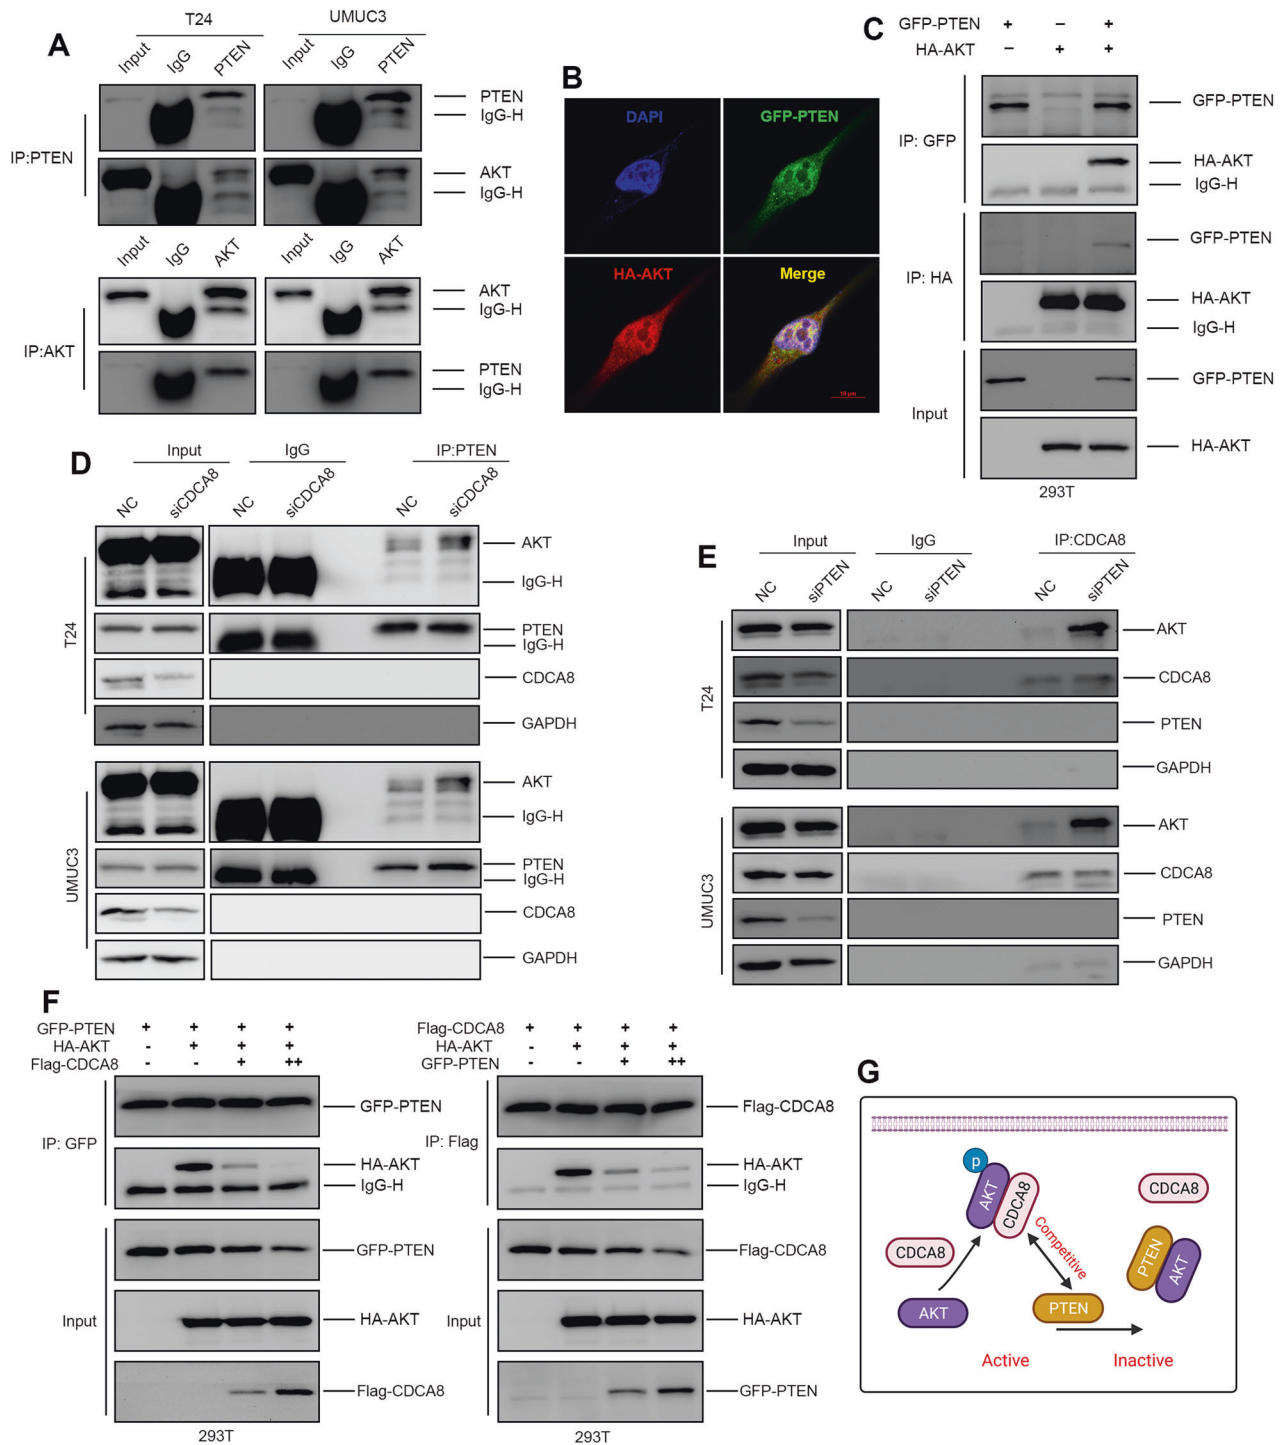 A
T24
UMUC3
Input
IgG
PTEN
Input
IgG
PTEN
IP:PTEN
PTEN
IgG-H
AKT
IgG-H
Input
IgG
AKT
Input
IgG
AKT
IP:AKT
AKT
IgG-H
PTEN
IgG-H
B
DAPI
GFP-PTEN
HA-AKT
Merge
10 μm
C
GFP-PTEN + – +
HA-AKT – + +
IP: GFP
GFP-PTEN
HA-AKT
IgG-H
IP: HA
GFP-PTEN
HA-AKT
IgG-H
Input
GFP-PTEN
HA-AKT
293T
D
Input
IgG
IP:PTEN
NC
siCDCA8
NC
siCDCA8
NC
siCDCA8
T24
AKT
IgG-H
PTEN
IgG-H
CDCA8
GAPDH
UMUC3
AKT
IgG-H
PTEN
IgG-H
CDCA8
GAPDH
E
Input
IgG
IP:CDCA8
NC
siPTEN
NC
siPTEN
NC
siPTEN
T24
AKT
CDCA8
PTEN
GAPDH
UMUC3
AKT
CDCA8
PTEN
GAPDH
F
GFP-PTEN + + + +
HA-AKT - + + +
Flag-CDCA8 - - + ++
IP: GFP
GFP-PTEN
HA-AKT
IgG-H
Input
GFP-PTEN
HA-AKT
Flag-CDCA8
293T
Flag-CDCA8 + + + +
HA-AKT - + + +
GFP-PTEN - - + ++
IP: Flag
Flag-CDCA8
HA-AKT
IgG-H
Input
Flag-CDCA8
HA-AKT
GFP-PTEN
293T
G
p
AKT
CDCA8
CDCA8
CDCA8
Competitive
PTEN
AKT
AKT
PTEN
Active
Inactive